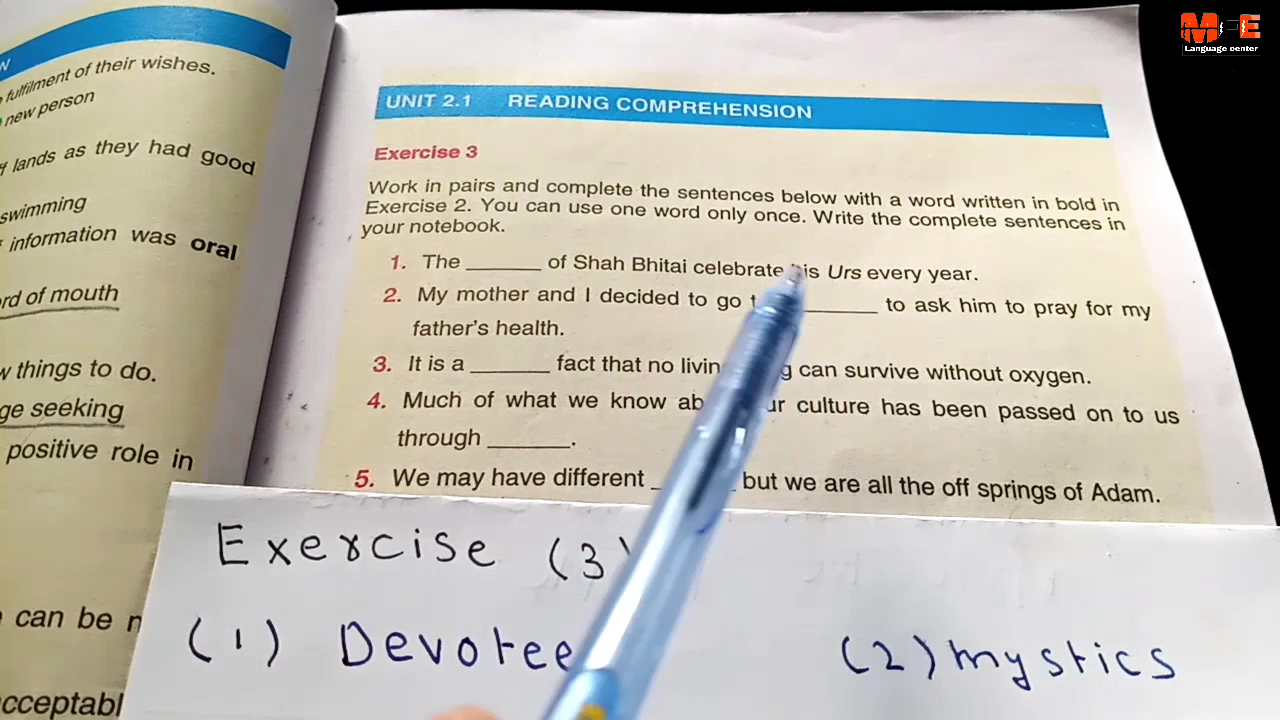 fulfilment of their wishes.
new person
lands as they had good
swimming
information was oral
rd of mouth
things to do.
ge seeking
positive role in
can be
cceptabl
M E
Language center
UNIT 2.1 READING COMPREHENSION
Exercise 3
Work in pairs and complete the sentences below with a word written in bold in
Exercise 2. You can use one word only once. Write the complete sentences in
your notebook.
1. The ______ of Shah Bhitai celebrate his Urs every year.
2. My mother and I decided to go ______ to ask him to pray for my
father's health.
3. It is a ______ fact that no livin g can survive without oxygen.
4. Much of what we know ab ur culture has been passed on to us
through ______.
5. We may have different ______ but we are all the off springs of Adam.
Exercise (3)
(1) Devotee
(2) mystics